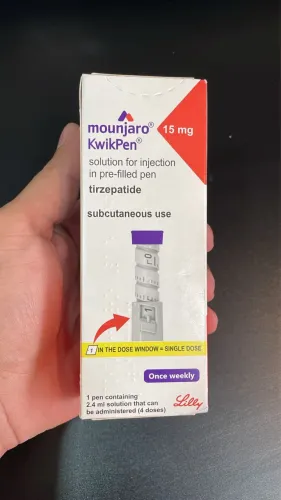 mounjaro® 15 mg
KwikPen®
solution for injection
in pre-filled pen
tirzepatide
subcutaneous use
1 IN THE DOSE WINDOW = SINGLE DOSE
Once weekly
1 pen containing
2.4 ml solution that can
be administered (4 doses)
Lilly